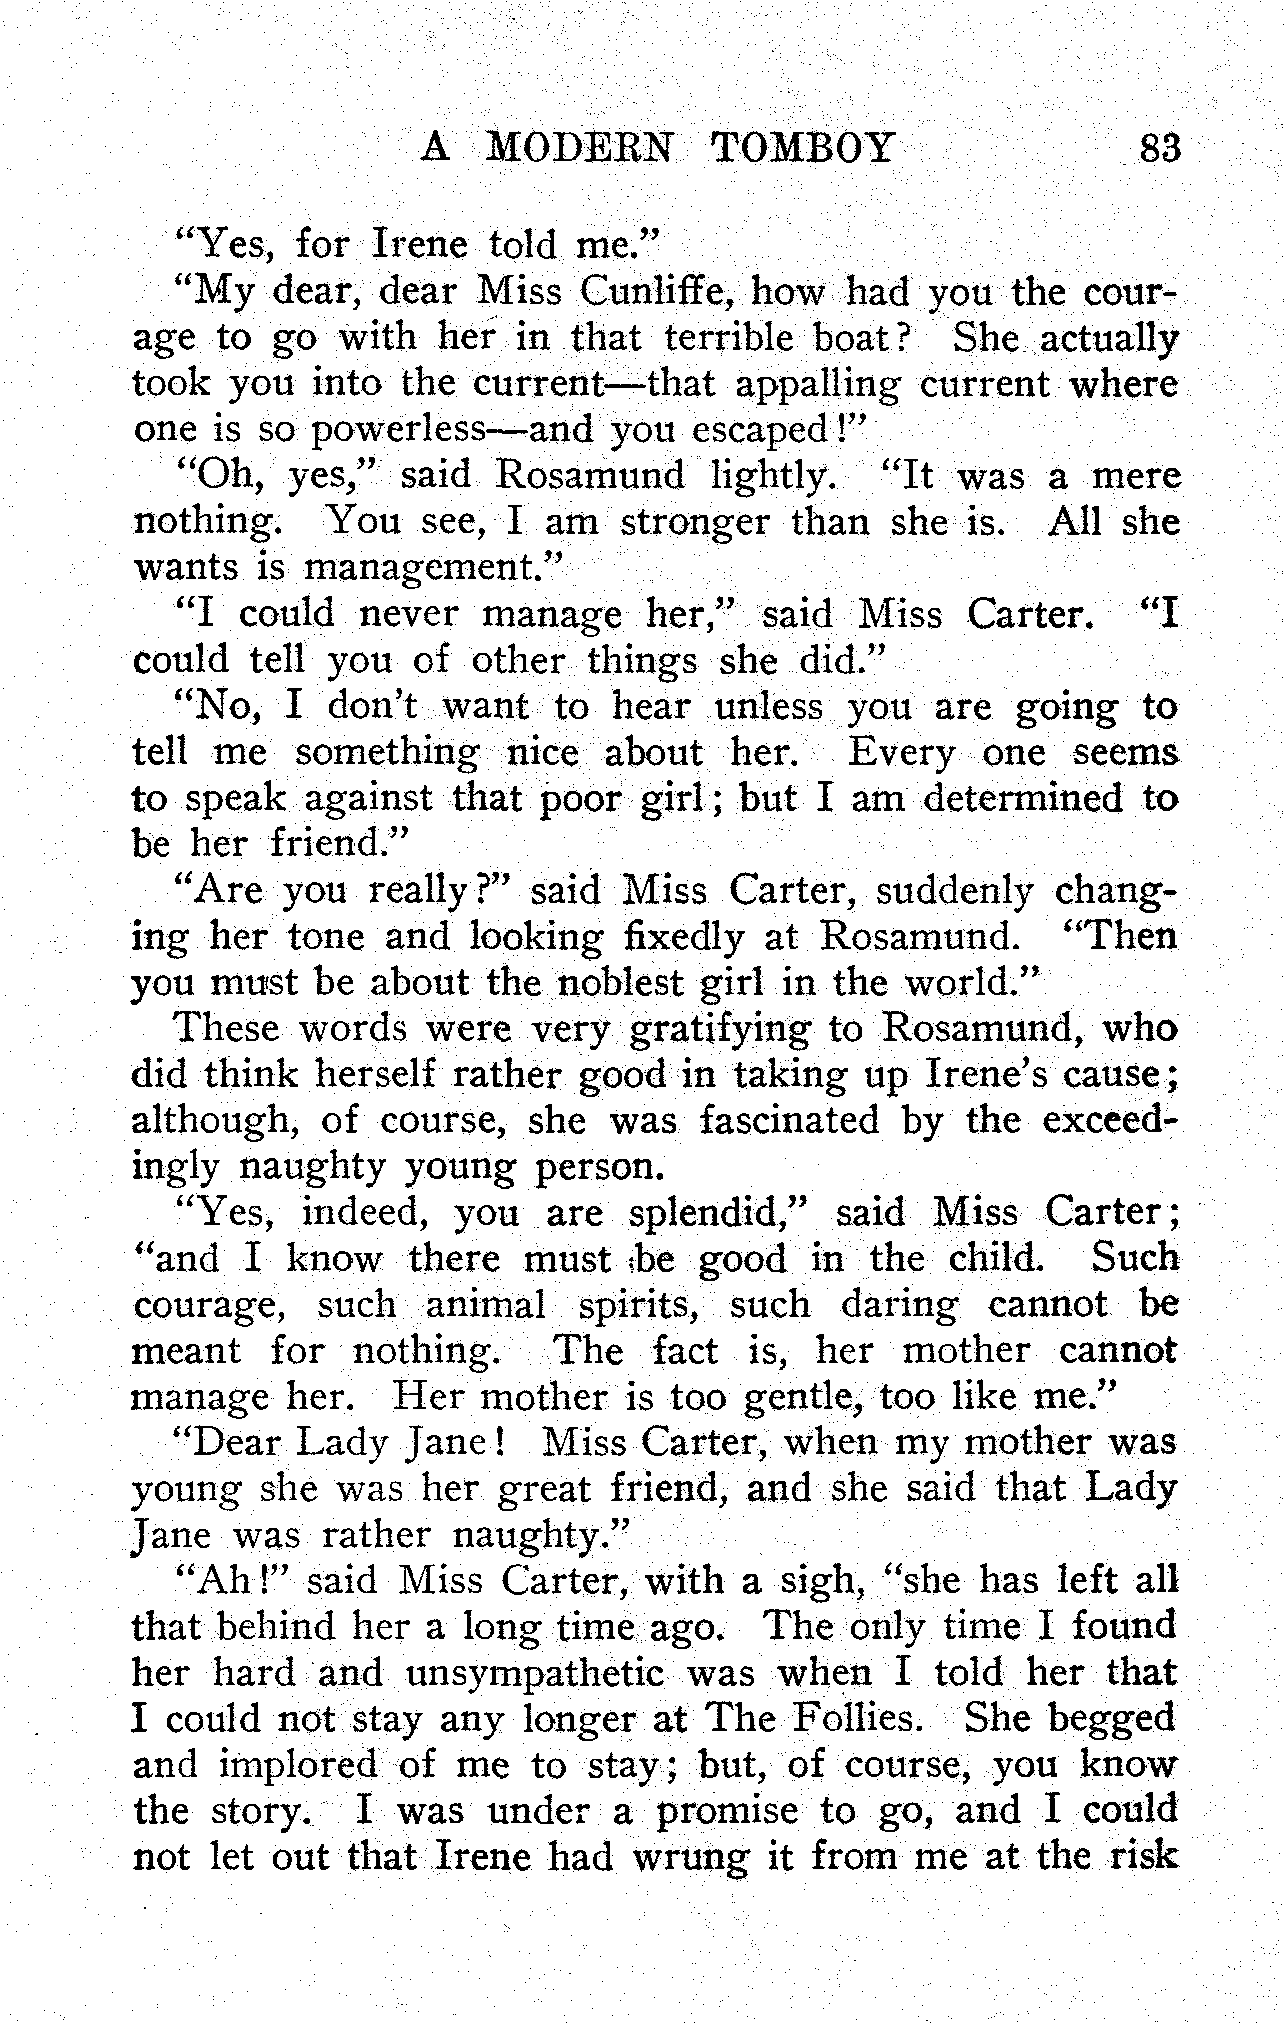 A MODERN TOMBOY 83
“Yes, for Irene told me.”
“My dear, dear Miss Cunliffe, how had you the cour-
age to go with her in that terrible boat? She actually
took you into the current—that appalling current where
one is so powerless—and you escaped!”
“Oh, yes,” said Rosamund lightly. “It was a mere
nothing. You see, I am stronger than she is. All she
wants is management.”
“I could never manage her,” said Miss Carter. “I
could tell you of other things she did.”
“No, I don’t want to hear unless you are going to
tell me something nice about her. Every one seems
to speak against that poor girl; but I am determined to
be her friend.”
“Are you really?” said Miss Carter, suddenly chang-
ing her tone and looking fixedly at Rosamund. “Then
you must be about the noblest girl in the world.”
These words were very gratifying to Rosamund, who
did think herself rather good in taking up Irene’s cause;
although, of course, she was fascinated by the exceed-
ingly naughty young person.
“Yes, indeed, you are splendid,” said Miss Carter;
“and I know there must be good in the child. Such
courage, such animal spirits, such daring cannot be
meant for nothing. The fact is, her mother cannot
manage her. Her mother is too gentle, too like me.”
“Dear Lady Jane! Miss Carter, when my mother was
young she was her great friend, and she said that Lady
Jane was rather naughty.”
“Ah!” said Miss Carter, with a sigh, “she has left all
that behind her a long time ago. The only time I found
her hard and unsympathetic was when I told her that
I could not stay any longer at The Follies. She begged
and implored of me to stay; but, of course, you know
the story. I was under a promise to go, and I could
not let out that Irene had wrung it from me at the risk